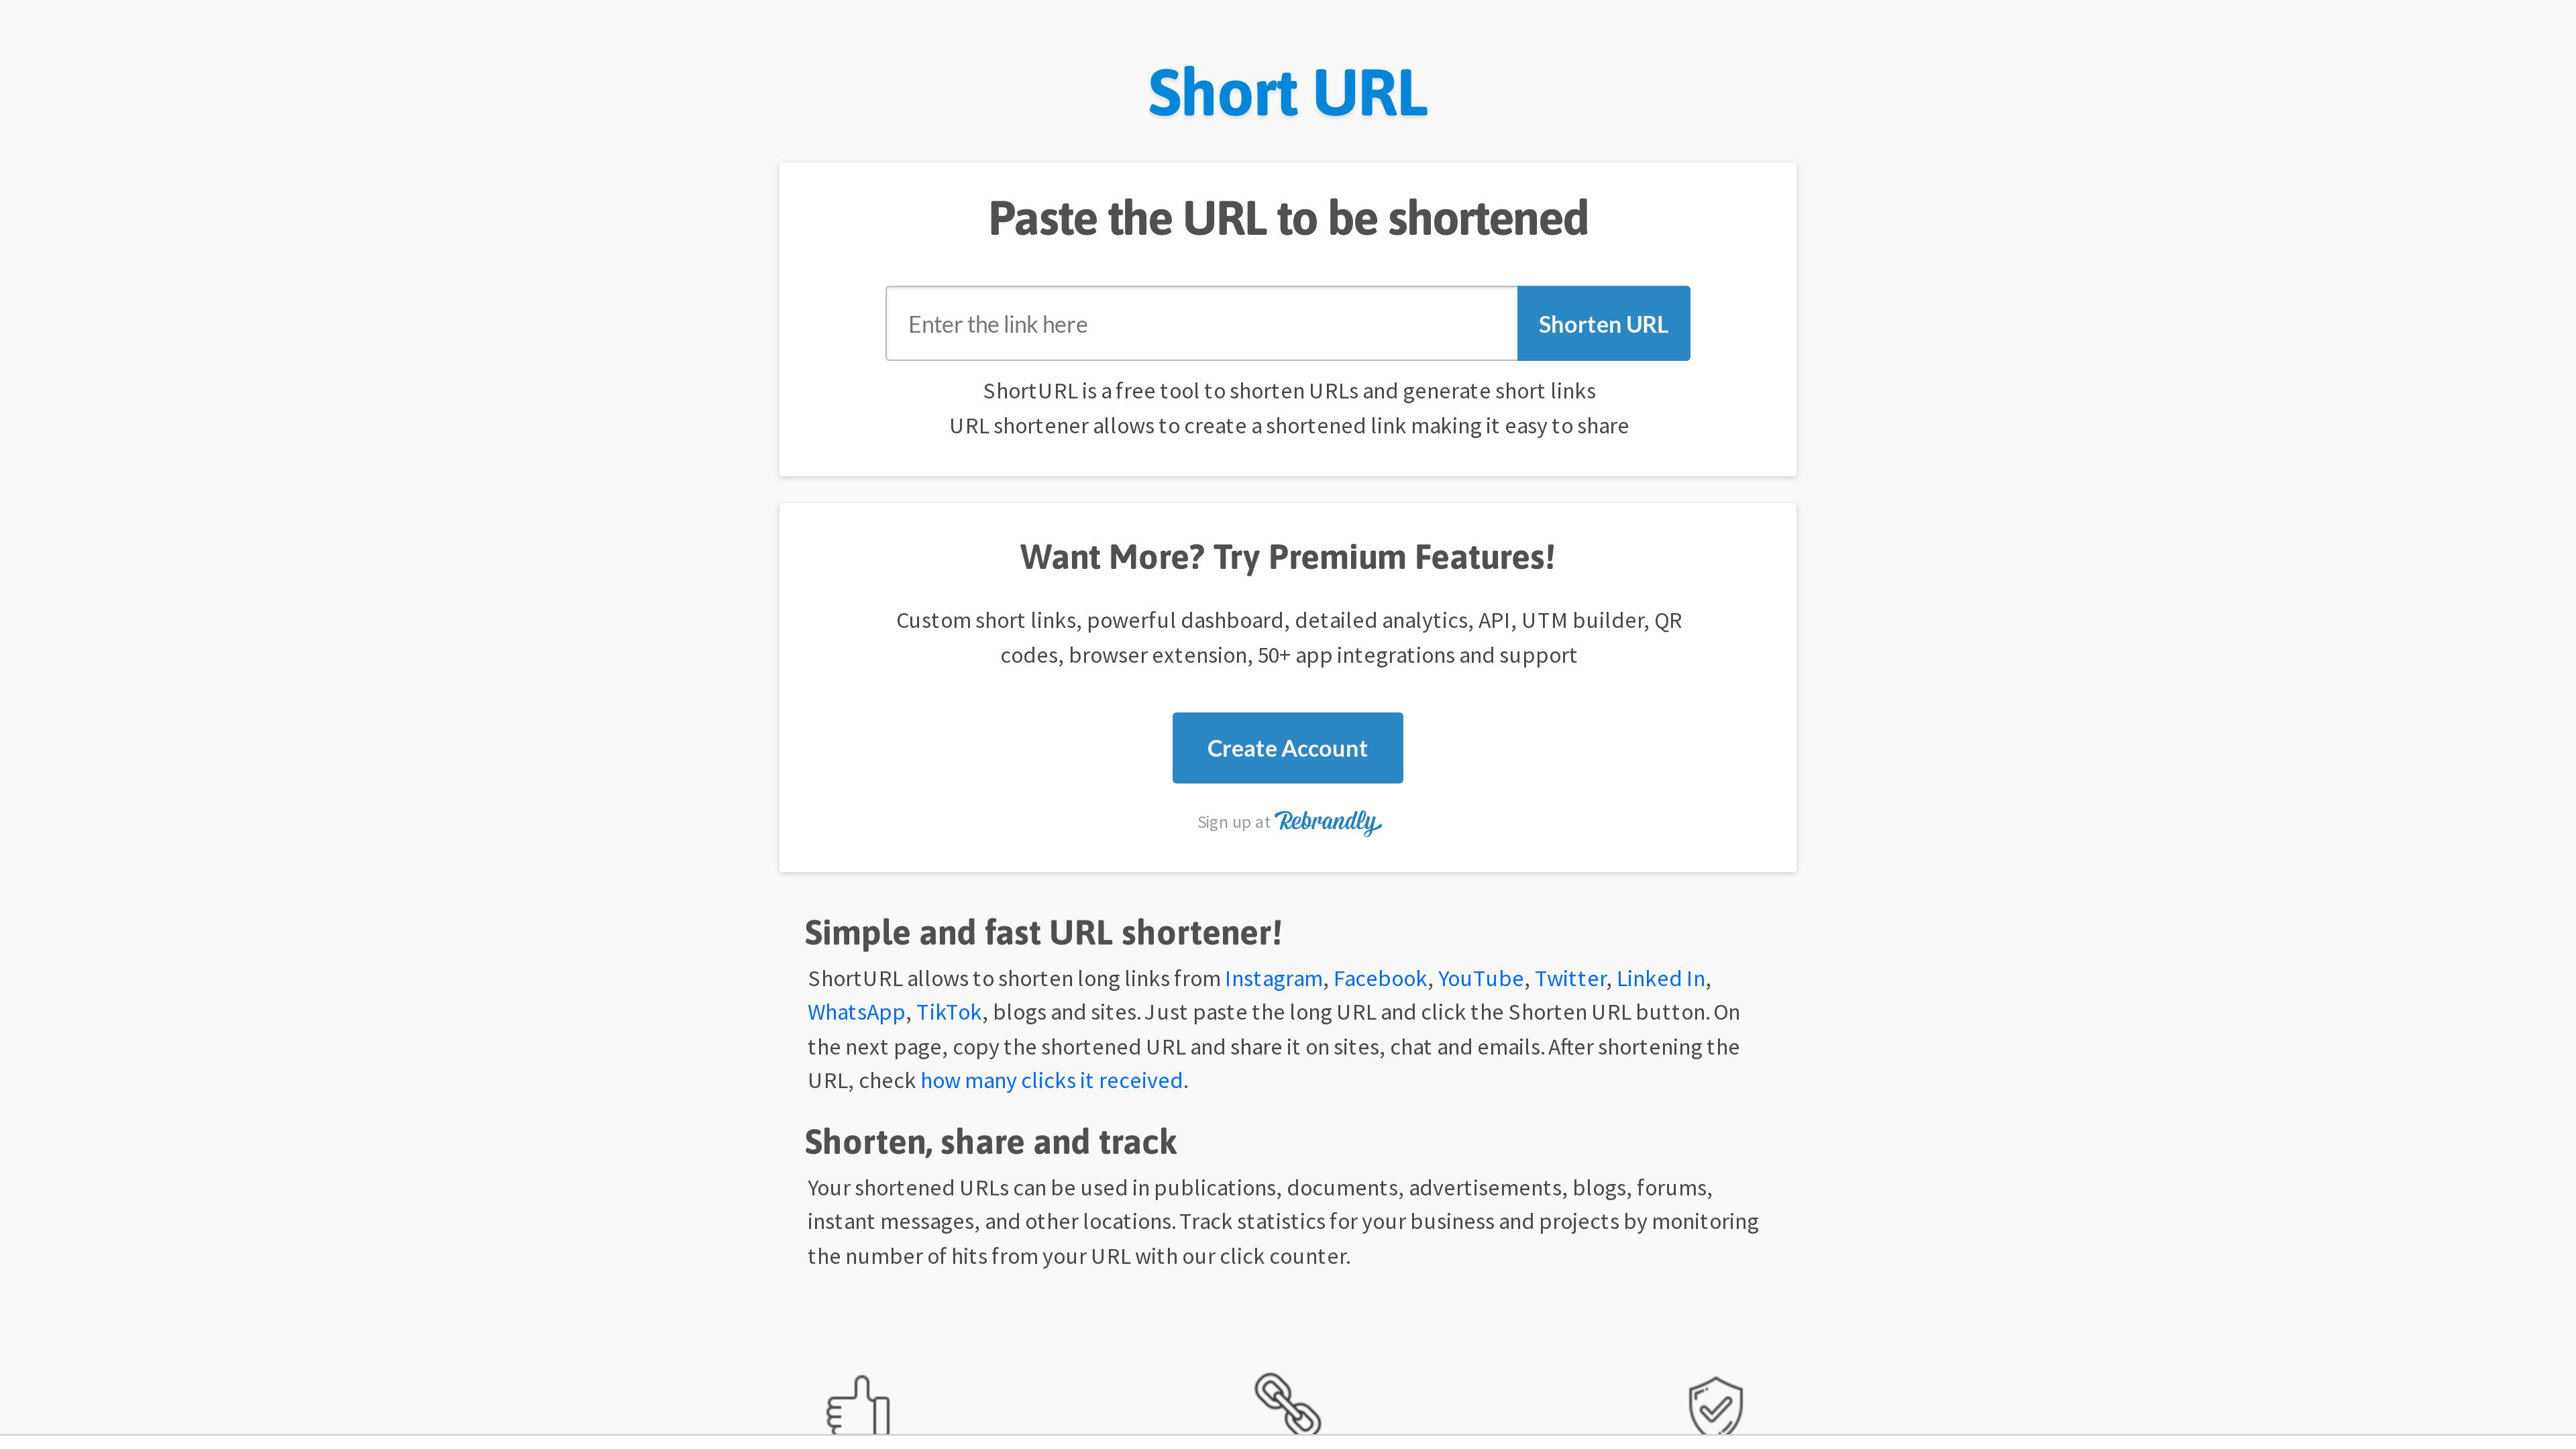 Short URL
Paste the URL to be shortened
Enter the link here
Shorten URL
ShortURL is a free tool to shorten URLs and generate short links
URL shortener allows to create a shortened link making it easy to share
Want More? Try Premium Features!
Custom short links, powerful dashboard, detailed analytics, API, UTM builder, QR
codes, browser extension, 50+ app integrations and support
Create Account
Sign up at Rebrandly
Simple and fast URL shortener!
ShortURL allows to shorten long links from Instagram, Facebook, YouTube, Twitter, Linked In,
WhatsApp, TikTok, blogs and sites. Just paste the long URL and click the Shorten URL button. On
the next page, copy the shortened URL and share it on sites, chat and emails. After shortening the
URL, check how many clicks it received.
Shorten, share and track
Your shortened URLs can be used in publications, documents, advertisements, blogs, forums,
instant messages, and other locations. Track statistics for your business and projects by monitoring
the number of hits from your URL with our click counter.